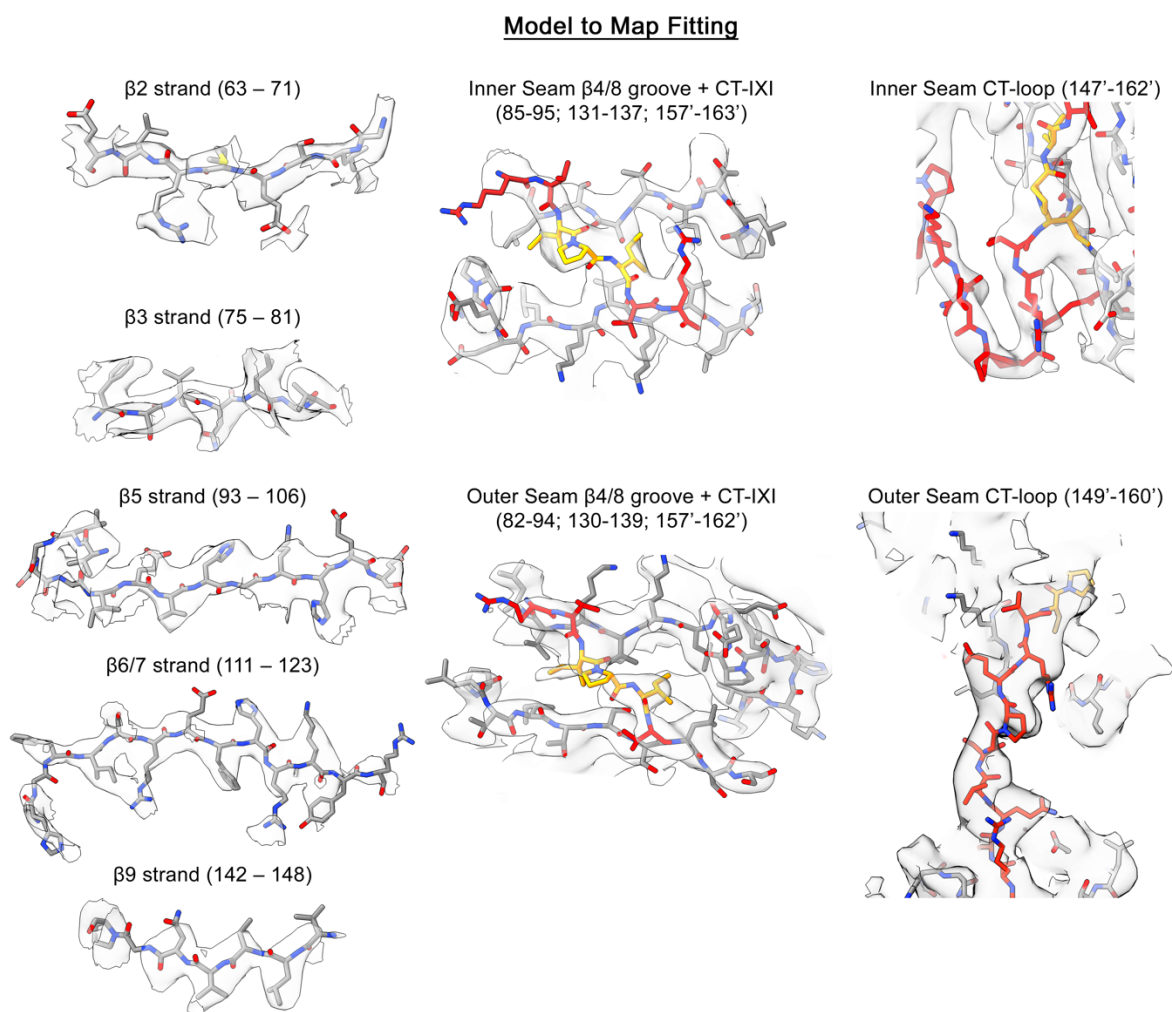 Model to Map Fitting
β2 strand (63 – 71)
Inner Seam β4/8 groove + CT-IXI
(85-95; 131-137; 157’-163’)
Inner Seam CT-loop (147’-162’)
β3 strand (75 – 81)
β5 strand (93 – 106)
Outer Seam β4/8 groove + CT-IXI
(82-94; 130-139; 157’-162’)
Outer Seam CT-loop (149’-160’)
β6/7 strand (111 – 123)
β9 strand (142 – 148)